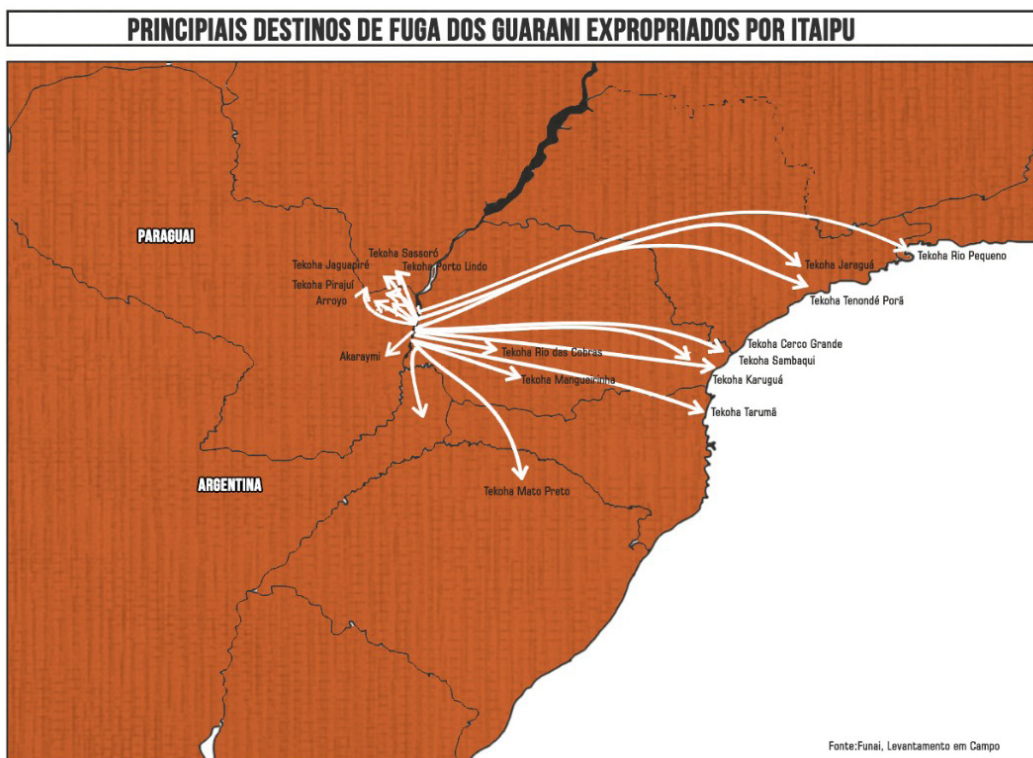 PRINCIPIAIS DESTINOS DE FUGA DOS GUARANI EXPROPRIADOS POR ITAIPU
PARAGUAI
Tekoha Sassoró
Tekoha Jaguapiré
Tekoha Porto Lindo
Tekoha Pirajuí
Arroyo
Akaraymi
Tekoha Rio das Cobras
Tekoha Mangueirinha
Tekoha Mato Preto
Tekoha Rio Pequeno
Tekoha Jaraguá
Tekoha Tenondé Porã
Tekoha Cerco Grande
Tekoha Sambaqui
Tekoha Karuguá
Tekoha Tarumã
ARGENTINA
Fonte:Funai, Levantamento em Campo